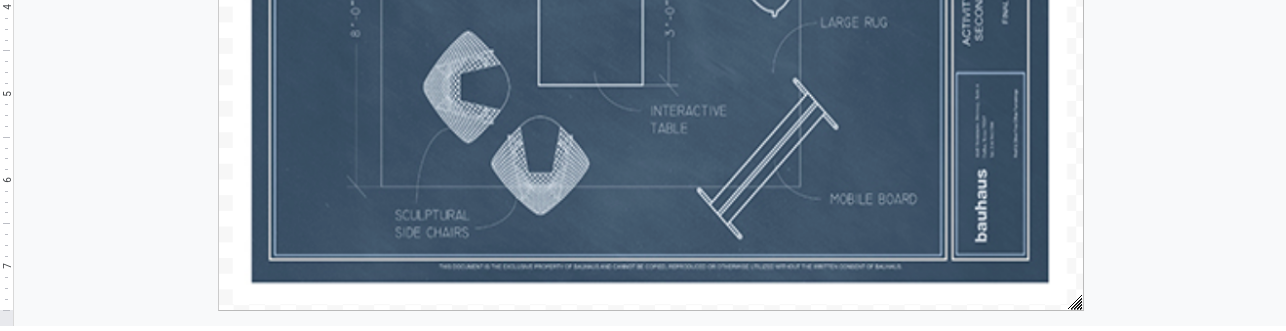 4
5
6
7
8'-0"
3'-0"
LARGE RUG
INTERACTIVE
TABLE
SCULPTURAL
SIDE CHAIRS
MOBILE BOARD
THIS DOCUMENT IS THE EXCLUSIVE PROPERTY OF BAUHAUS AND CANNOT BE COPIED, REPRODUCED OR OTHERWISE UTILIZED WITHOUT THE WRITTEN CONSENT OF BAUHAUS.
ACTIVIT
SECON
FINAL
bauhaus